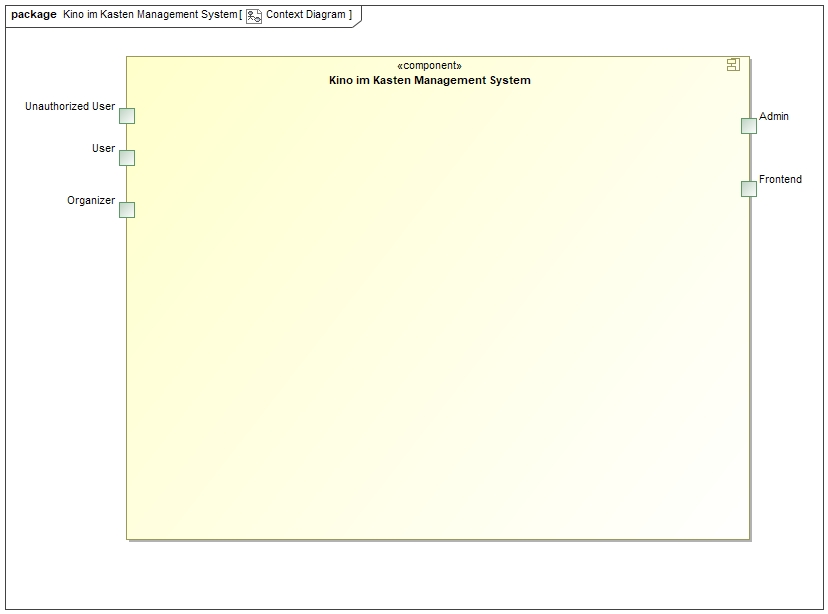 package Kino im Kasten Management System[ Context Diagram ]
«component»
Kino im Kasten Management System
Unauthorized User
Admin
User
Frontend
Organizer